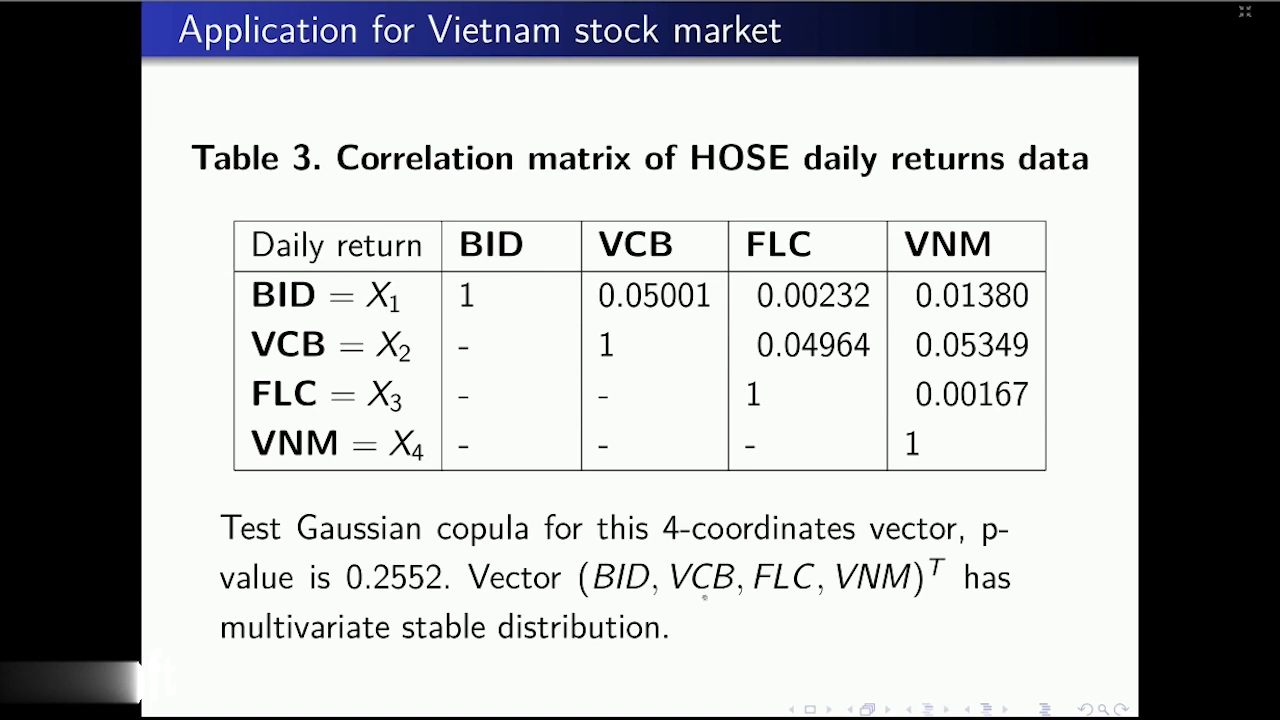 Application for Vietnam stock market
Table 3. Correlation matrix of HOSE daily returns data
Daily return BID VCB FLC VNM
BID = X₁ 1 0.05001 0.00232 0.01380
VCB = X₂ - 1 0.04964 0.05349
FLC = X₃ - - 1 0.00167
VNM = X₄ - - - 1
Test Gaussian copula for this 4-coordinates vector, p-
value is 0.2552. Vector (BID, VCB, FLC, VNM)ᵀ has
multivariate stable distribution.